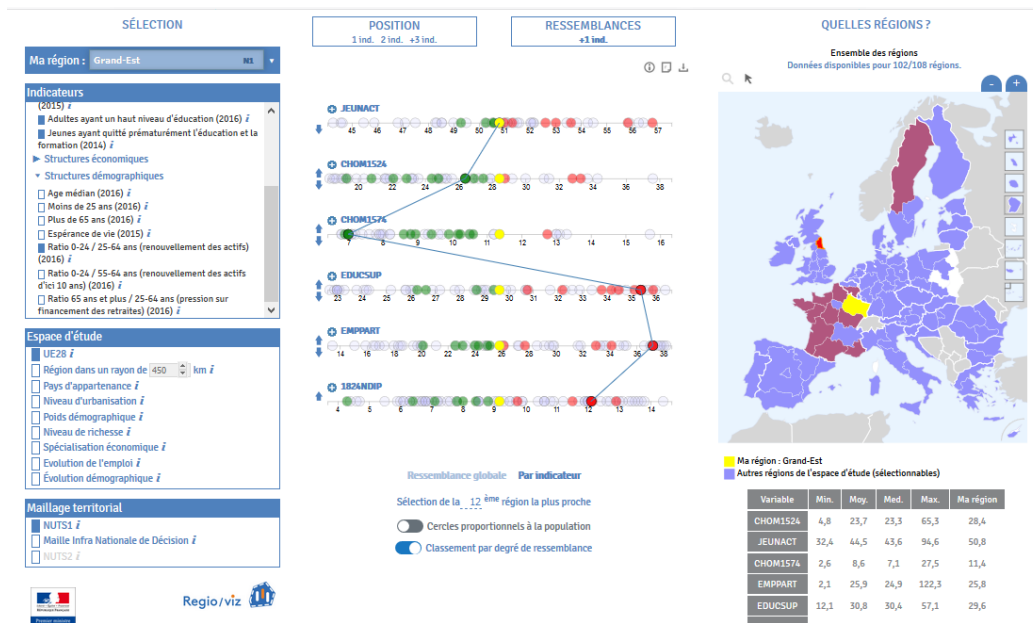 SÉLECTION
Ma région : Grand-Est N1
Indicateurs
(2015) i
Adultes ayant un haut niveau d'éducation (2016) i
Jeunes ayant quitté prématurément l'éducation et la
formation (2014) i
Structures économiques
Structures démographiques
Age médian (2016) i
Moins de 25 ans (2016) i
Plus de 65 ans (2016) i
Espérance de vie (2015) i
Ratio 0-24 / 25-64 ans (renouvellement des actifs)
(2016) i
Ratio 0-24 / 55-64 ans (renouvellement des actifs
d'ici 10 ans) (2016) i
Ratio 65 ans et plus / 25-64 ans (pression sur
financement des retraites) (2016) i
Espace d'étude
UE28 i
Région dans un rayon de 450 km i
Pays d'appartenance i
Niveau d'urbanisation i
Poids démographique i
Niveau de richesse i
Spécialisation économique i
Evolution de l'emploi i
Évolution démographique i
Maillage territorial
NUTS1 i
Maille Infra Nationale de Décision i
NUTS2 i
Regio/viz
POSITION
1 ind. 2 ind. +3 ind.
RESSEMBLANCES
+1 ind.
JEUNACT
45 46 47 48 49 50 51 52 53 54 55 56 57
CHOM1524
20 22 24 26 28 30 32 34 36 38
CHOM1574
7 8 9 10 11 12 13 14 15 16
EDUCSUP
23 24 25 26 27 28 29 30 31 32 33 34 35 36
EMPPART
14 16 18 20 22 24 26 28 30 32 34 36 38
1824NDIP
4 5 6 7 8 9 10 11 12 13 14
Ressemblance globale Par indicateur
Sélection de la 12 ème région la plus proche
Cercles proportionnels à la population
Classement par degré de ressemblance
QUELLES RÉGIONS ?
Ensemble des régions
Données disponibles pour 102/108 régions.
- +
Ma région : Grand-Est
Autres régions de l'espace d'étude (sélectionnables)
Variable Min. Moy. Med. Max. Ma région
CHOM1524 4,8 23,7 23,3 65,3 28,4
JEUNACT 32,4 44,5 43,6 94,6 50,8
CHOM1574 2,6 8,6 7,1 27,5 11,4
EMPPART 2,1 25,9 24,9 122,3 25,8
EDUCSUP 12,1 30,8 30,4 57,1 29,6